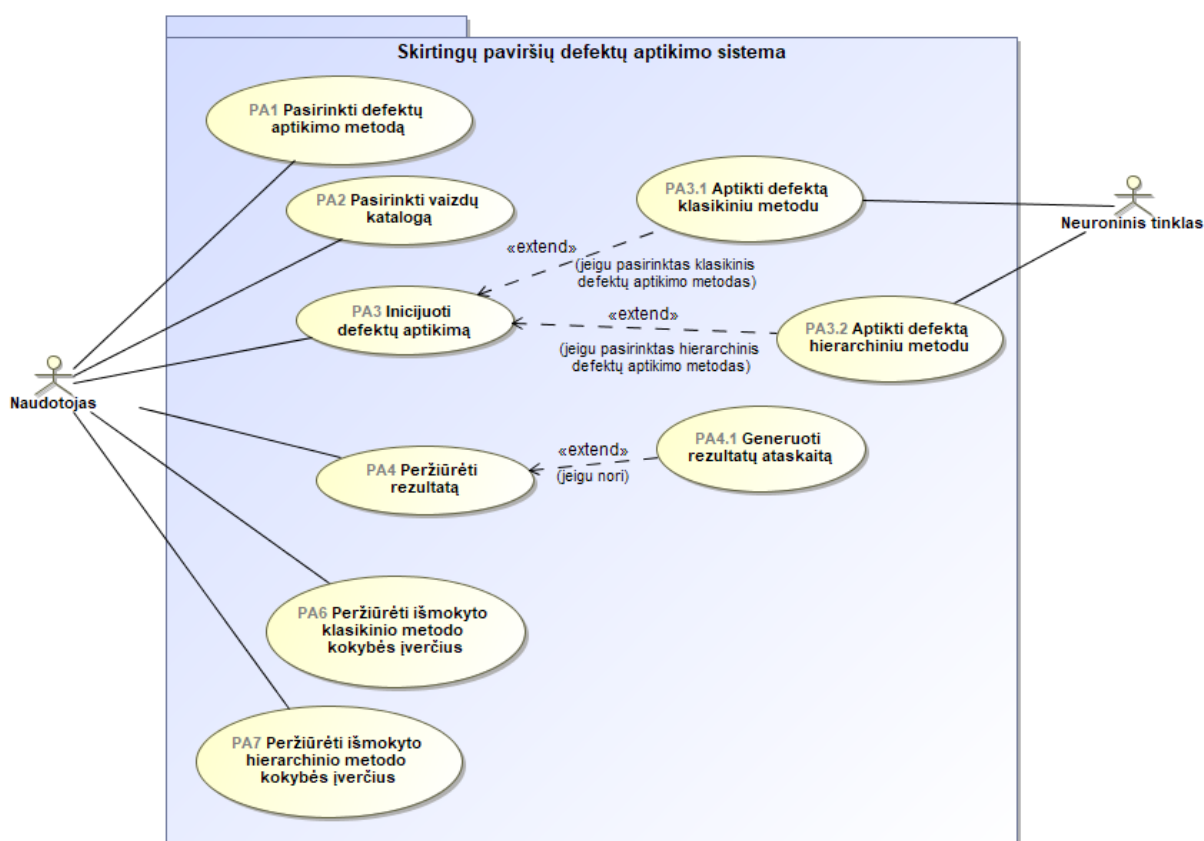 Skirtingų paviršių defektų aptikimo sistema
PA1 Pasirinkti defektų
aptikimo metodą
PA2 Pasirinkti vaizdų
katalogą
PA3 Inicijuoti
defektų aptikimą
PA3.1 Aptikti defektą
klasikiniu metodu
«extend»
(jeigu pasirinktas klasikinis
defektų aptikimo metodas)
Neuroninis tinklas
«extend»
(jeigu pasirinktas hierarchinis
defektų aptikimo metodas)
PA3.2 Aptikti defektą
hierarchiniu metodu
Naudotojas
PA4 Peržiūrėti
rezultatą
«extend»
(jeigu nori)
PA4.1 Generuoti
rezultatų ataskaitą
PA6 Peržiūrėti išmokyto
klasikinio metodo
kokybės įverčius
PA7 Peržiūrėti išmokyto
hierarchinio metodo
kokybės įverčius